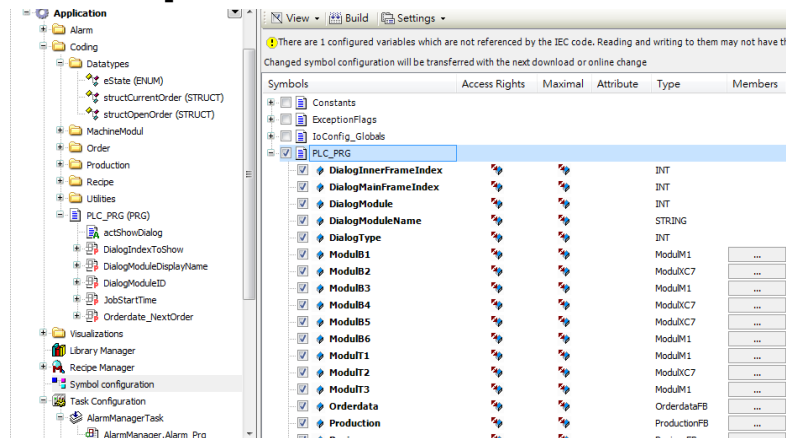 Application
Alarm
Coding
Datatypes
eState (ENUM)
structCurrentOrder (STRUCT)
structOpenOrder (STRUCT)
MachineModul
Order
Production
Recipe
Utilities
PLC_PRG (PRG)
actShowDialog
DialogIndexToShow
DialogModuleDisplayName
DialogModuleID
JobStartTime
Orderdate_NextOrder
Visualizations
Library Manager
Recipe Manager
Symbol configuration
Task Configuration
AlarmManagerTask
AlarmManager.Alarm_Prg
View Build Settings
There are 1 configured variables which are not referenced by the IEC code. Reading and writing to them may not have th
Changed symbol configuration will be transferred with the next download or online change
Symbols Access Rights Maximal Attribute Type Members
Constants
ExceptionFlags
IoConfig_Globals
PLC_PRG
DialogInnerFrameIndex INT
DialogMainFrameIndex INT
DialogModule INT
DialogModuleName STRING
DialogType INT
ModulB1 ModulM1 ...
ModulB2 ModulXC7 ...
ModulB3 ModulM1 ...
ModulB4 ModulXC7 ...
ModulB5 ModulXC7 ...
ModulB6 ModulM1 ...
ModulT1 ModulM1 ...
ModulT2 ModulXC7 ...
ModulT3 ModulM1 ...
Orderdata OrderdataFB ...
Production ProductionFB ...